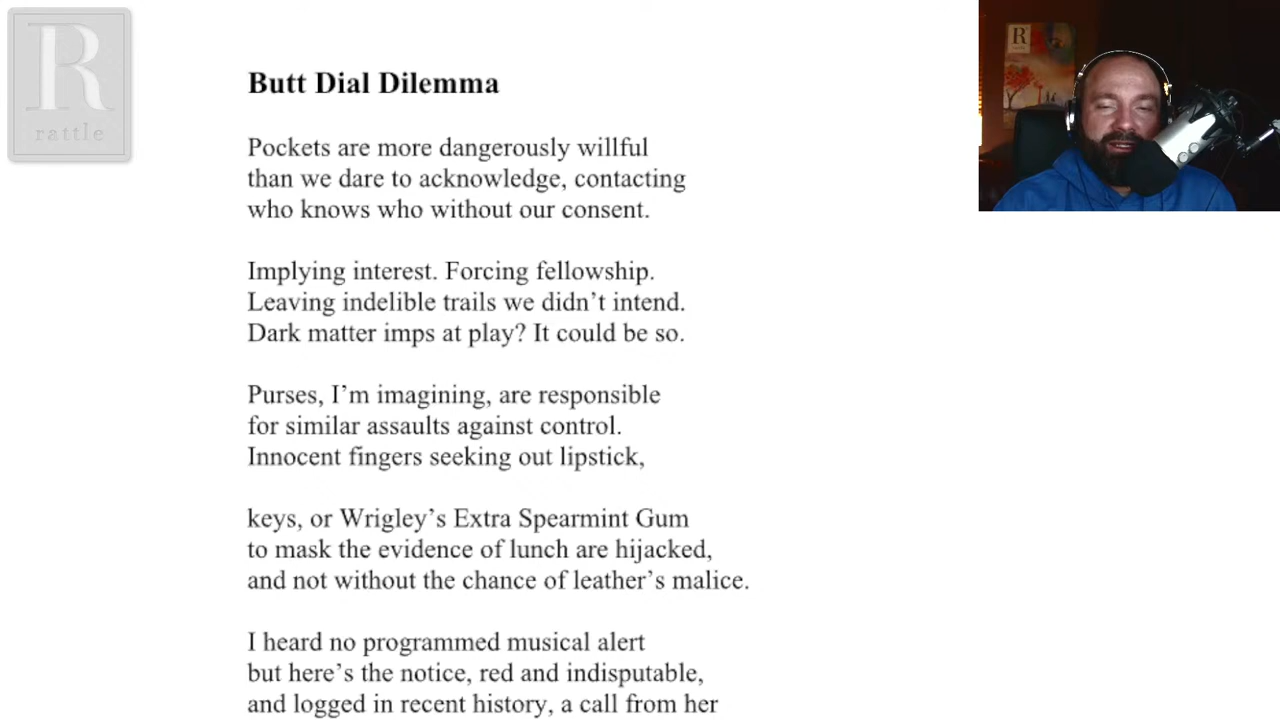 R
rattle
R
Butt Dial Dilemma
Pockets are more dangerously willful
than we dare to acknowledge, contacting
who knows who without our consent.
Implying interest. Forcing fellowship.
Leaving indelible trails we didn’t intend.
Dark matter imps at play? It could be so.
Purses, I’m imagining, are responsible
for similar assaults against control.
Innocent fingers seeking out lipstick,
keys, or Wrigley’s Extra Spearmint Gum
to mask the evidence of lunch are hijacked,
and not without the chance of leather’s malice.
I heard no programmed musical alert
but here’s the notice, red and indisputable,
and logged in recent history, a call from her